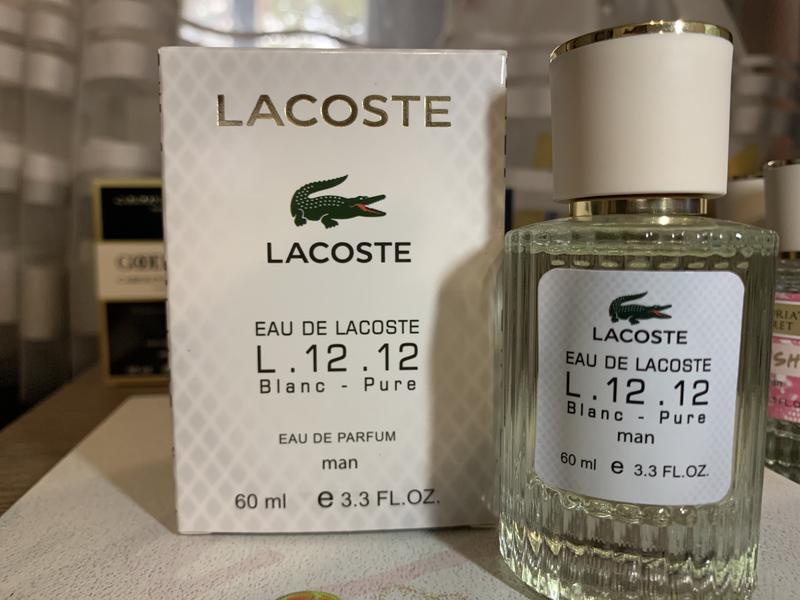 LACOSTE
LACOSTE
EAU DE LACOSTE
L.12.12
Blanc - Pure
EAU DE PARFUM
man
60 ml e 3.3 FL.OZ.
LACOSTE
EAU DE LACOSTE
L.12.12
Blanc - Pure
man
60 ml e 3.3 FL.OZ.